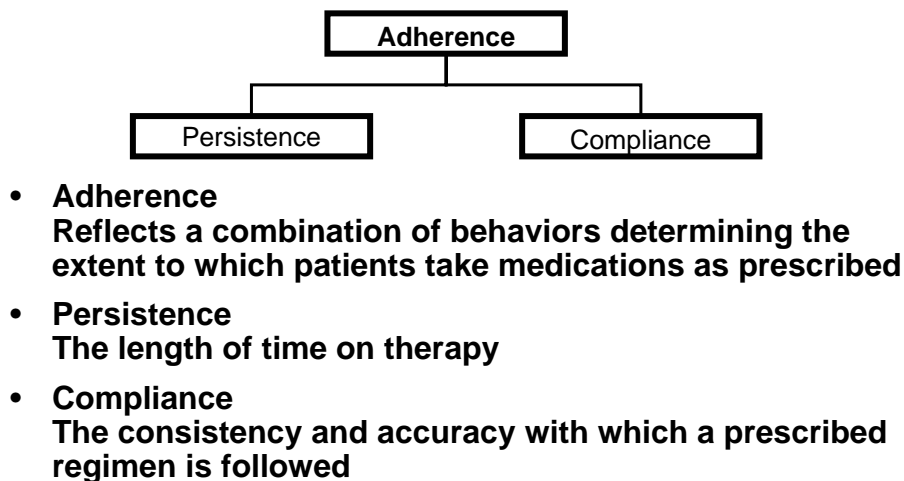 Adherence
Persistence
Compliance
• Adherence
Reflects a combination of behaviors determining the
extent to which patients take medications as prescribed
• Persistence
The length of time on therapy
• Compliance
The consistency and accuracy with which a prescribed
regimen is followed